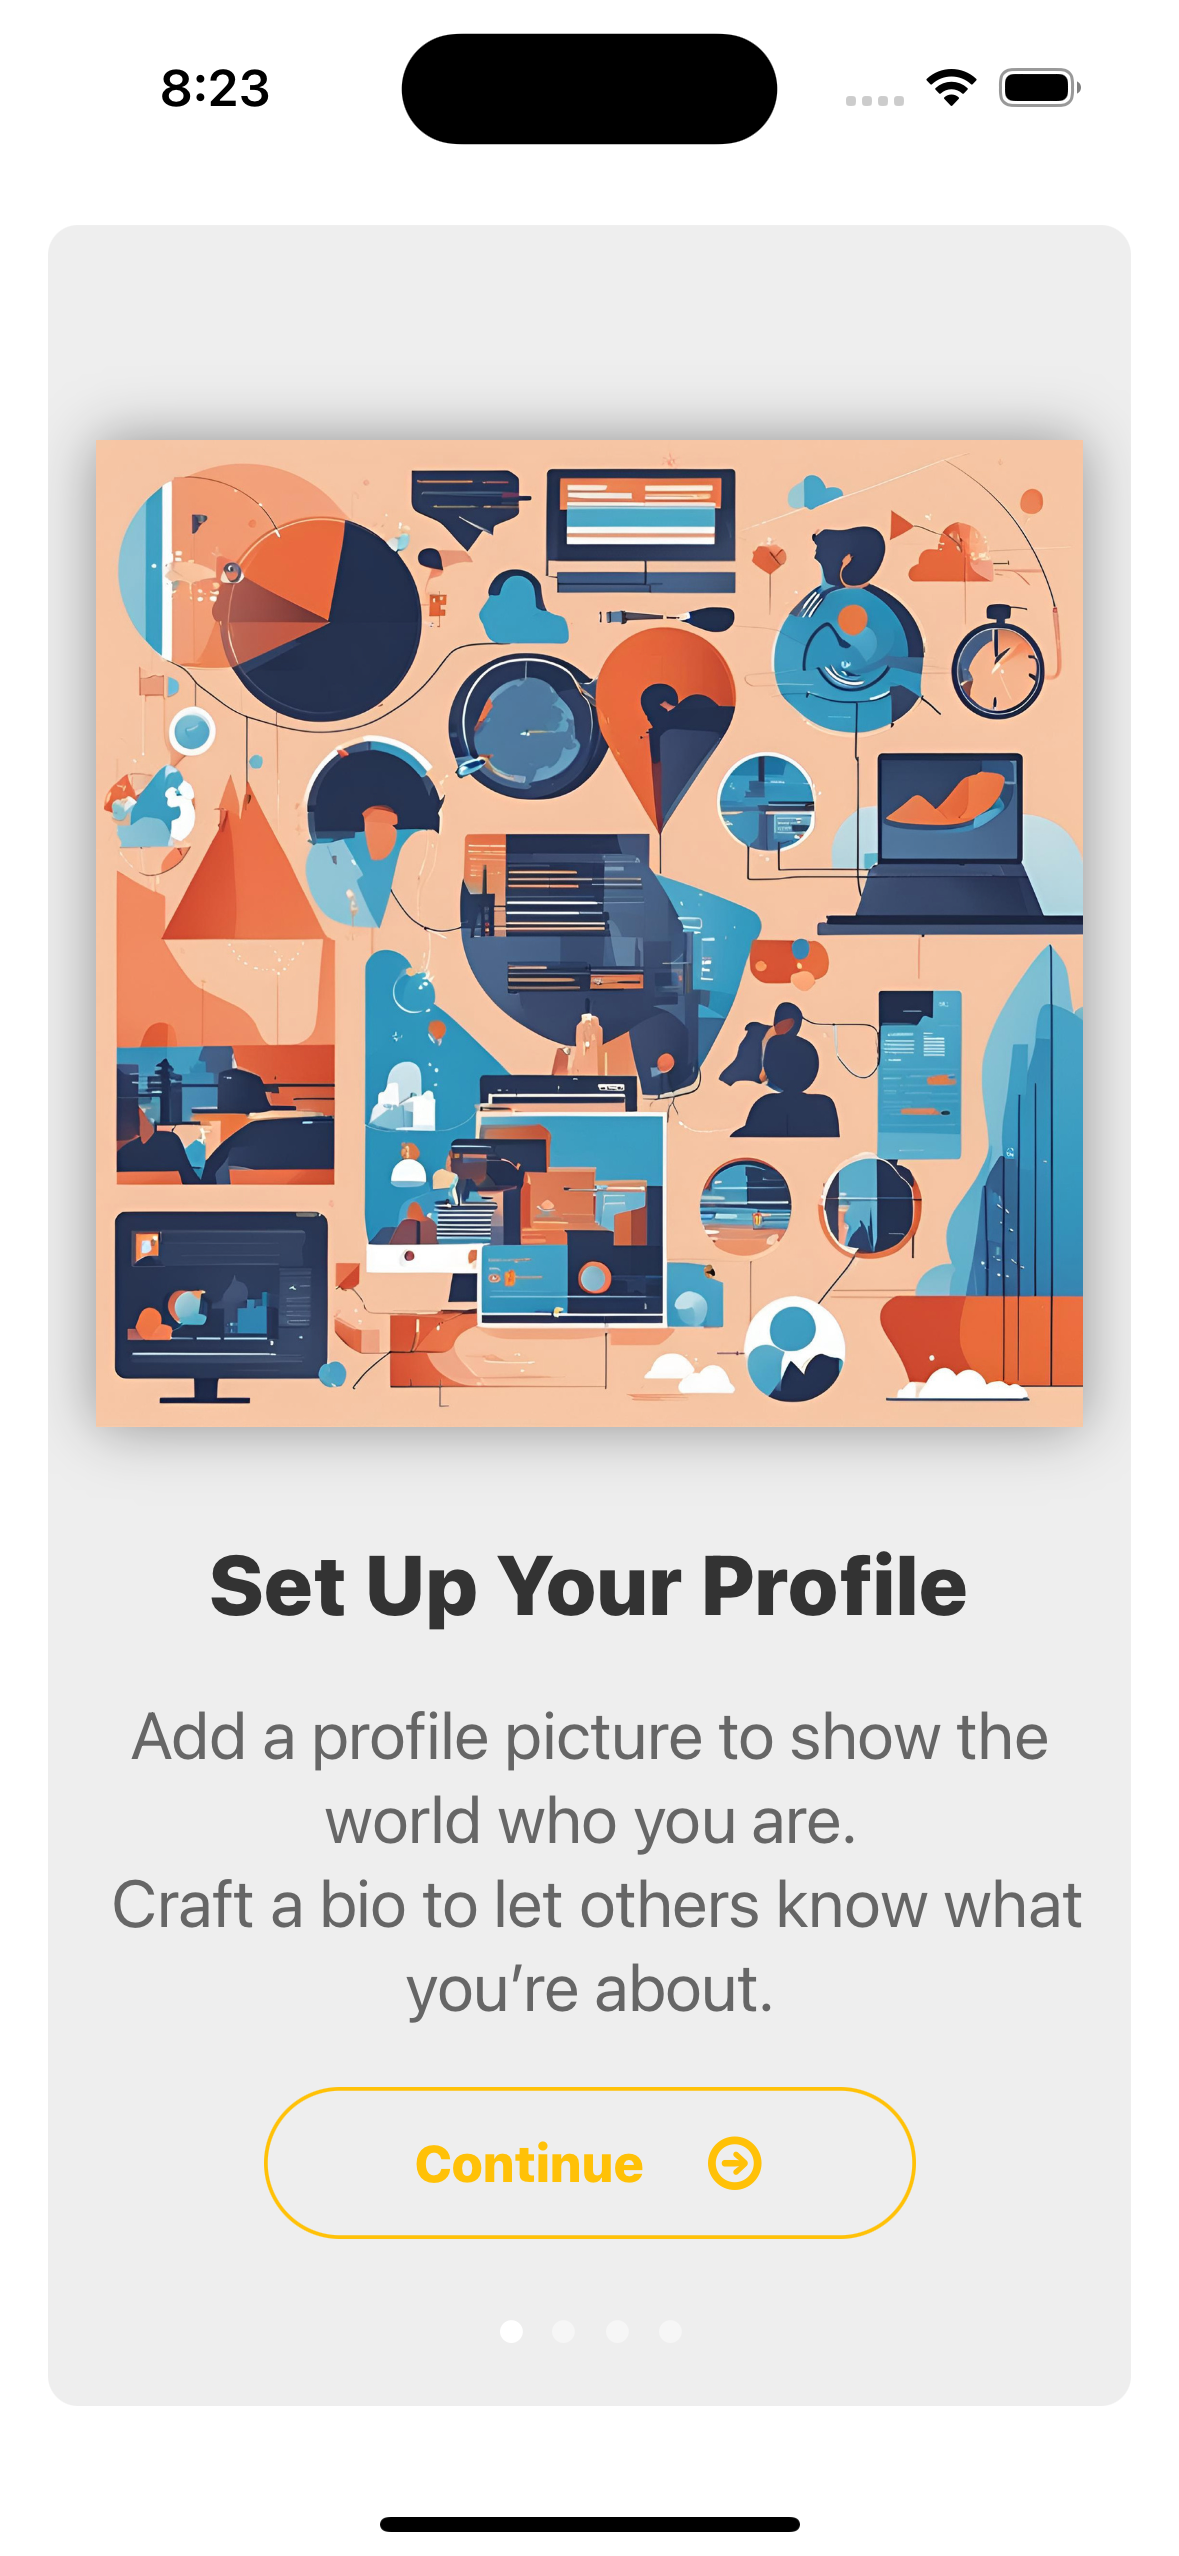 8:23
Set Up Your Profile
Add a profile picture to show the
world who you are.
Craft a bio to let others know what
you’re about.
Continue